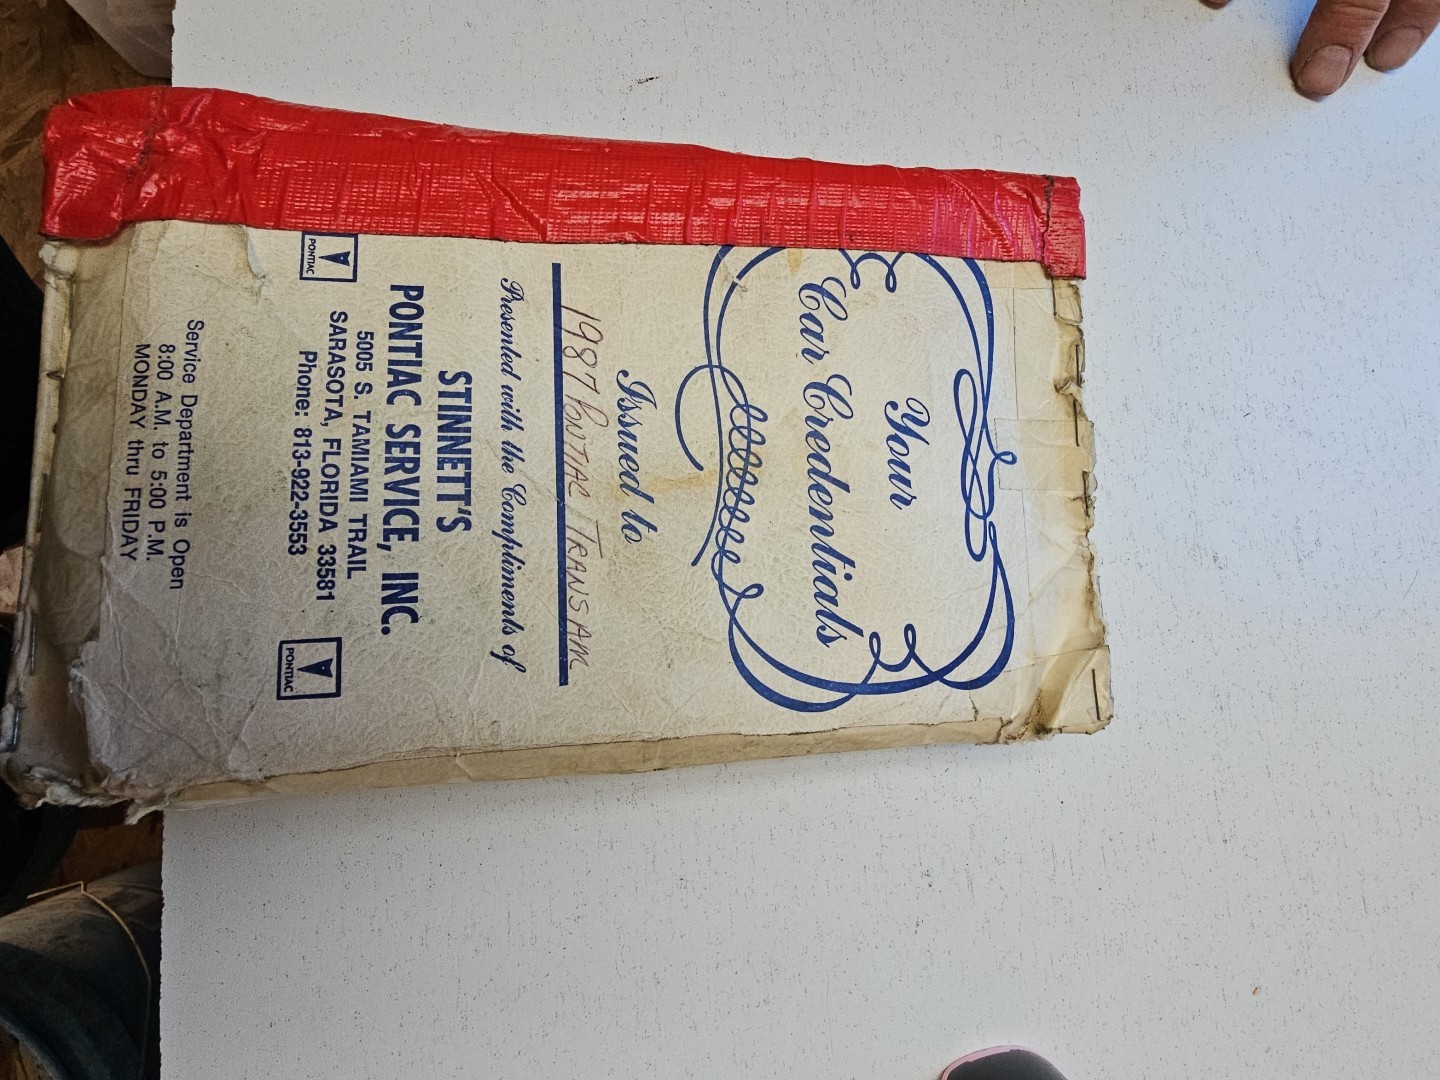 Your
Car Credentials
Issued to
1987 PONTIAC TRANS AM
Presented with the Compliments of
STINNETT'S
PONTIAC SERVICE, INC.
5005 S. TAMIAMI TRAIL
SARASOTA, FLORIDA 33581
Phone: 813-922-3553
PONTIAC
PONTIAC
Service Department is Open
8:00 A.M. to 5:00 P.M.
MONDAY thru FRIDAY